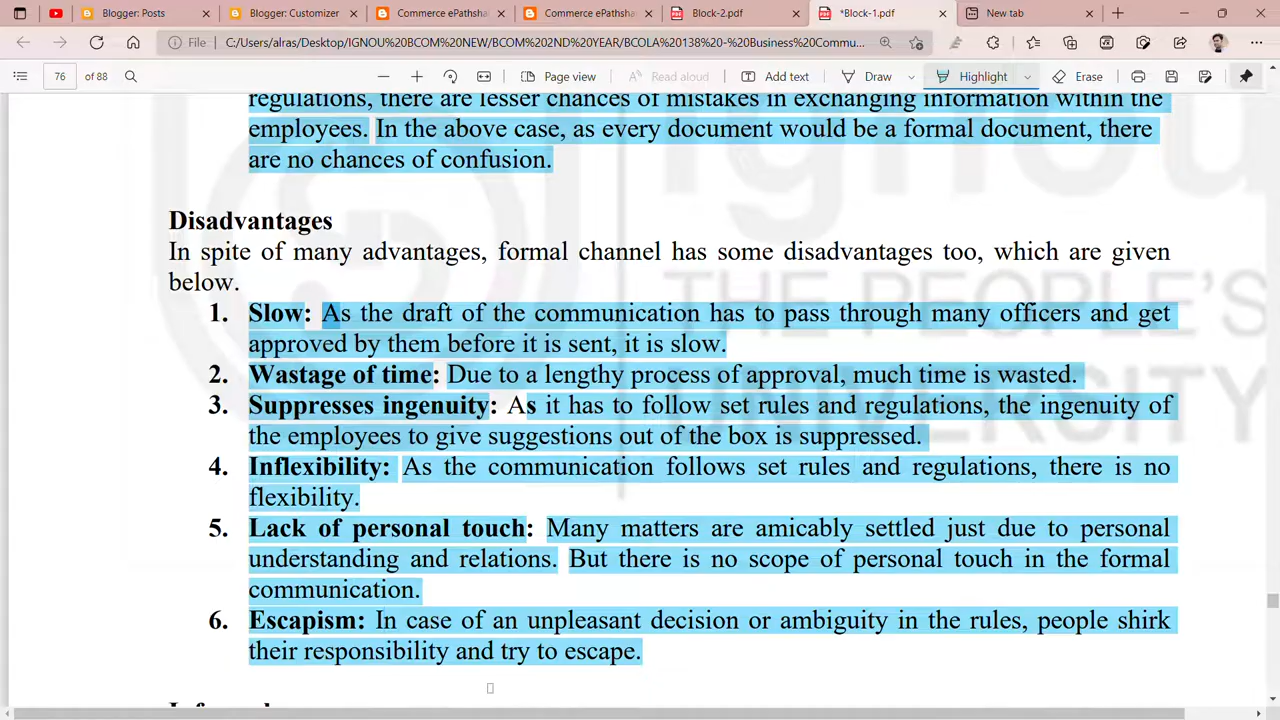 Blogger: Posts
Blogger: Customizer
Commerce ePathsha
Commerce ePathsha
Block-2.pdf
*Block-1.pdf
New tab
File C:/Users/alras/Desktop/IGNOU%20BCOM%20NEW/BCOM%202ND%20YEAR/BCOLA%20138%20-%20Business%20Commu...
76 of 88
Page view
Read aloud
Add text
Draw
Highlight
Erase
regulations, there are lesser chances of mistakes in exchanging information within the
employees. In the above case, as every document would be a formal document, there
are no chances of confusion.
Disadvantages
In spite of many advantages, formal channel has some disadvantages too, which are given
below.
1. Slow: As the draft of the communication has to pass through many officers and get
approved by them before it is sent, it is slow.
2. Wastage of time: Due to a lengthy process of approval, much time is wasted.
3. Suppresses ingenuity: As it has to follow set rules and regulations, the ingenuity of
the employees to give suggestions out of the box is suppressed.
4. Inflexibility: As the communication follows set rules and regulations, there is no
flexibility.
5. Lack of personal touch: Many matters are amicably settled just due to personal
understanding and relations. But there is no scope of personal touch in the formal
communication.
6. Escapism: In case of an unpleasant decision or ambiguity in the rules, people shirk
their responsibility and try to escape.
ignou
THE PEOPLE'S
UNIVERSITY